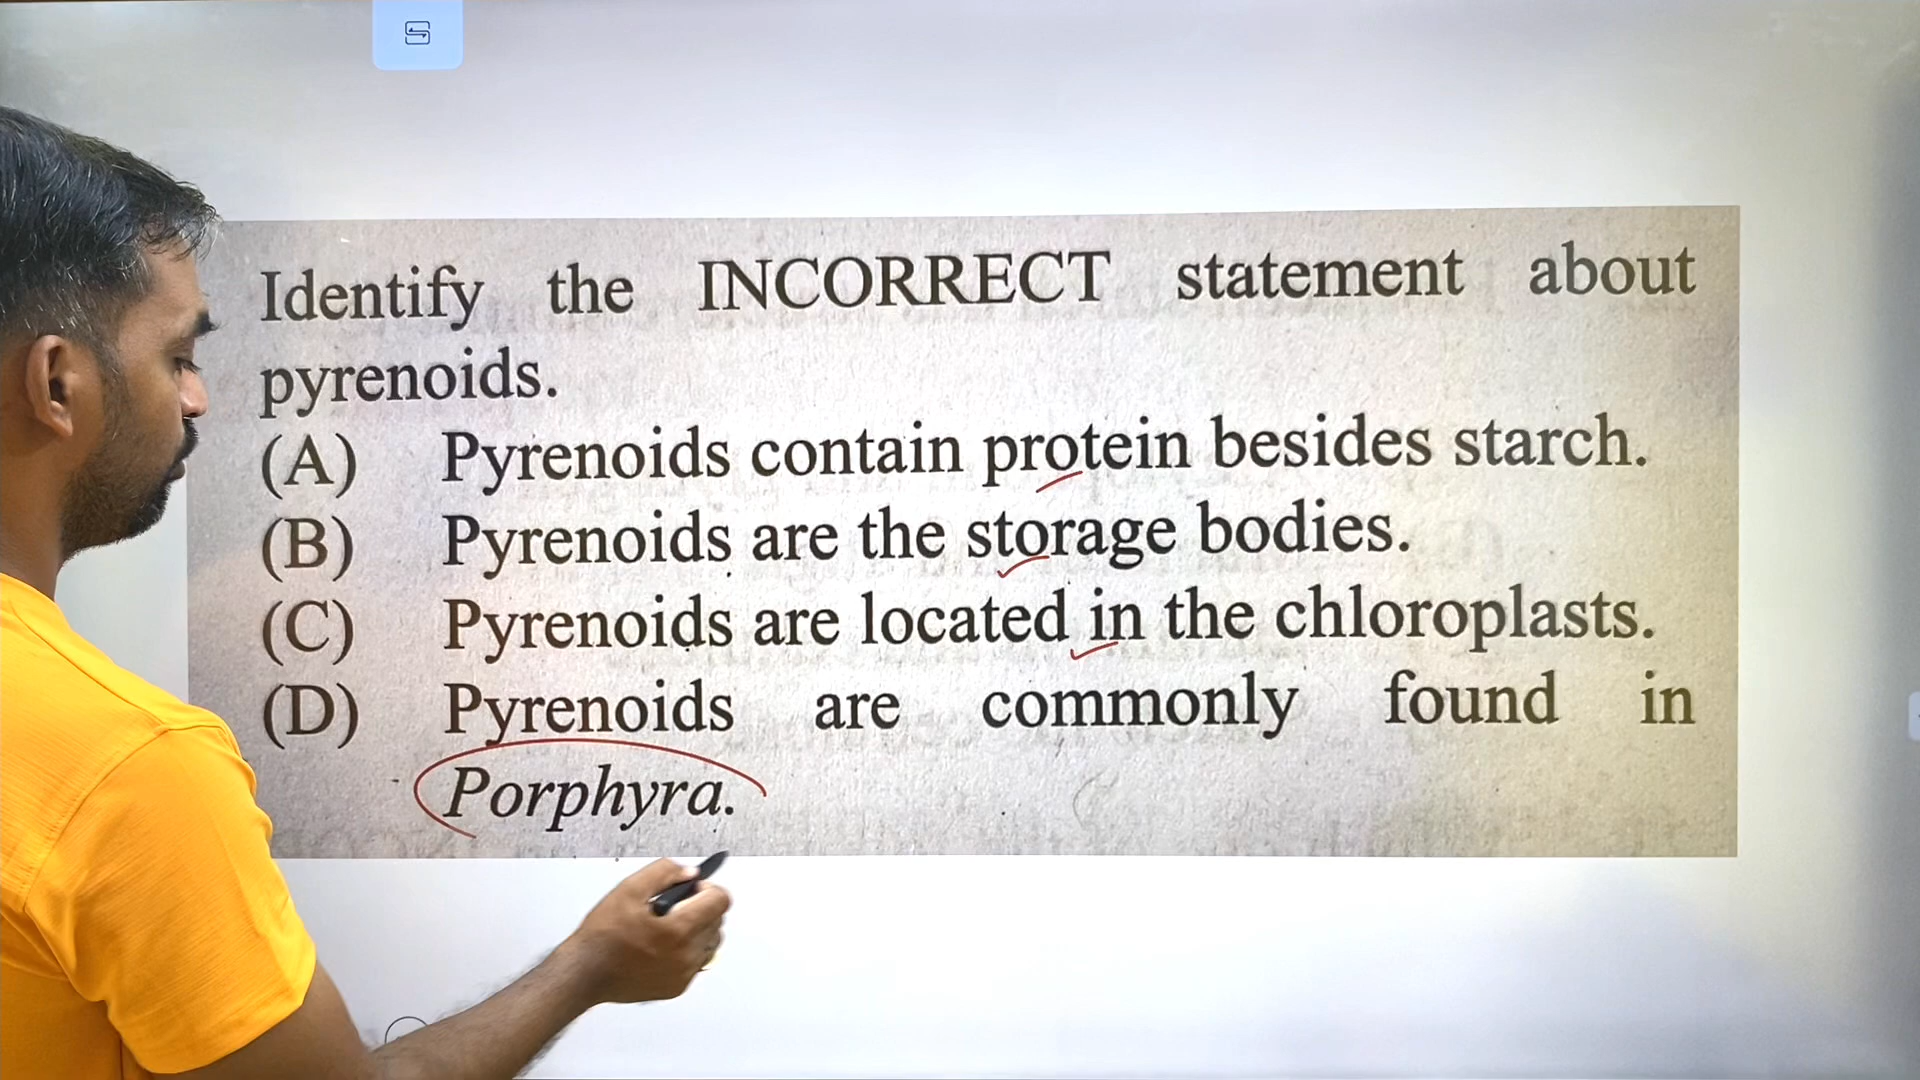 Identify the INCORRECT statement about
pyrenoids.
(A) Pyrenoids contain protein besides starch.
(B) Pyrenoids are the storage bodies.
(C) Pyrenoids are located in the chloroplasts.
(D) Pyrenoids are commonly found in
Porphyra.